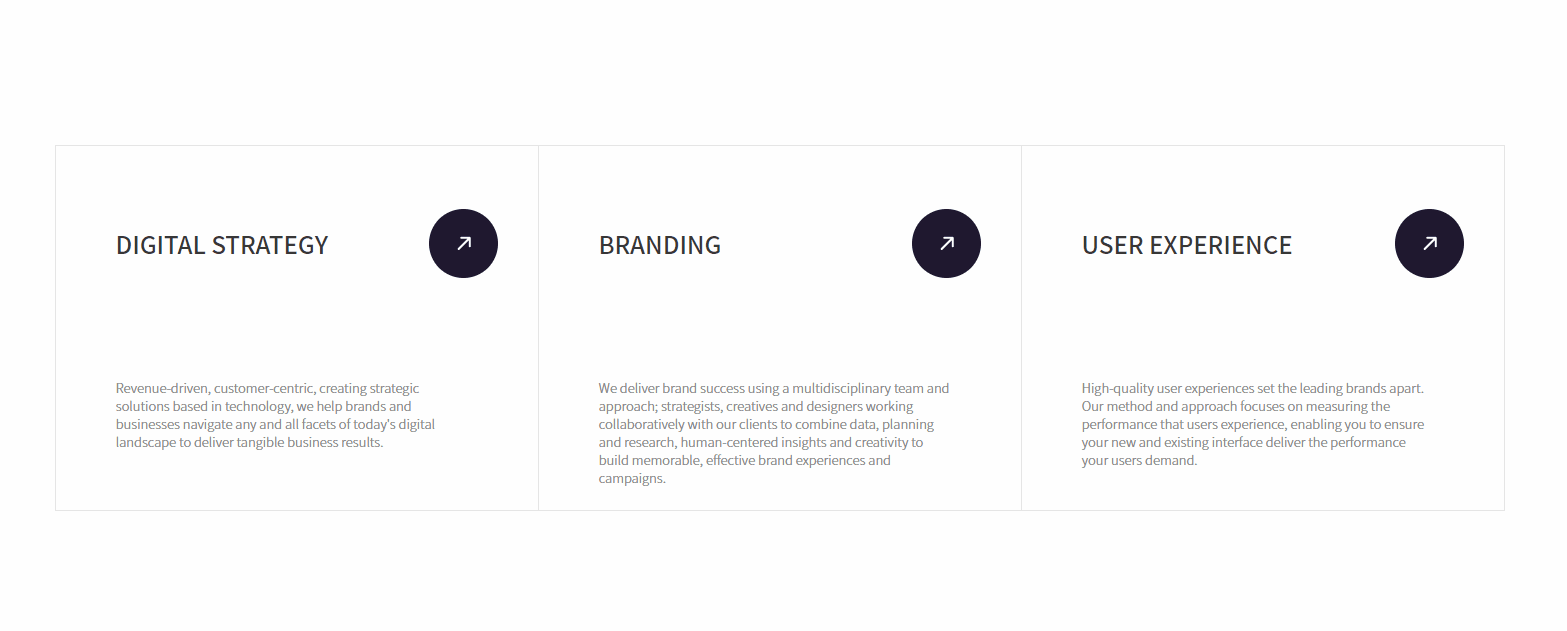 DIGITAL STRATEGY
Revenue-driven, customer-centric, creating strategic
solutions based in technology, we help brands and
businesses navigate any and all facets of today's digital
landscape to deliver tangible business results.
BRANDING
We deliver brand success using a multidisciplinary team and
approach; strategists, creatives and designers working
collaboratively with our clients to combine data, planning
and research, human-centered insights and creativity to
build memorable, effective brand experiences and
campaigns.
USER EXPERIENCE
High-quality user experiences set the leading brands apart.
Our method and approach focuses on measuring the
performance that users experience, enabling you to ensure
your new and existing interface deliver the performance
your users demand.